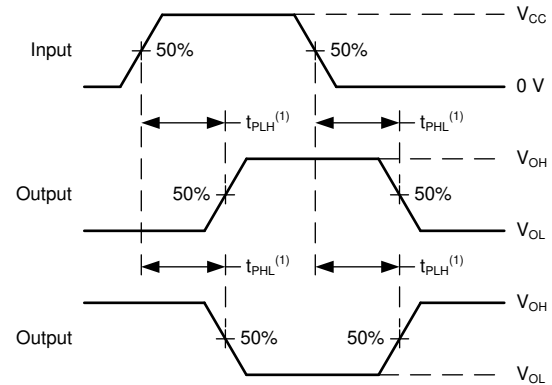 V_CC
Input 50% 50%
0 V
t_PLH^(1) t_PHL^(1)
V_OH
Output 50% 50%
V_OL
t_PHL^(1) t_PLH^(1)
V_OH
Output 50% 50%
V_OL